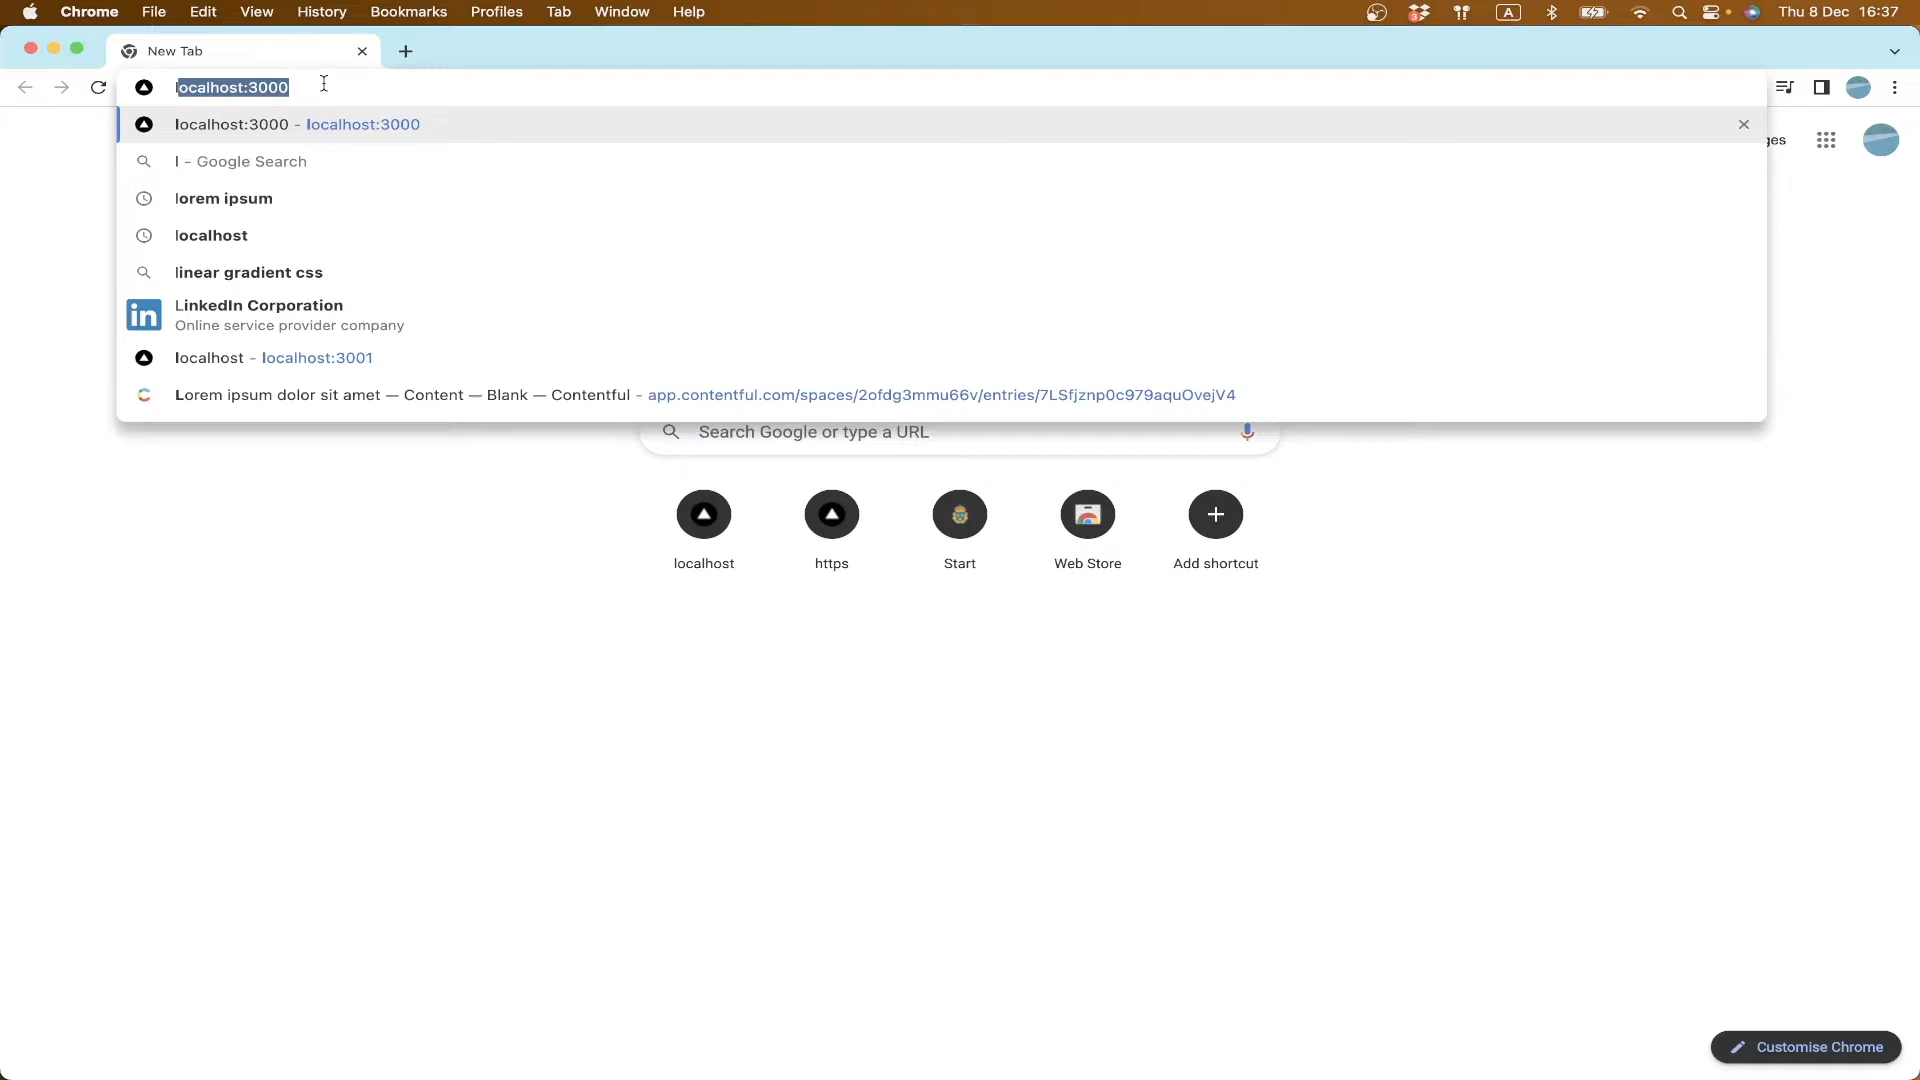 Chrome File Edit View History Bookmarks Profiles Tab Window Help 3 A Thu 8 Dec 16:37
New Tab
localhost:3000
localhost:3000 - localhost:3000
ges
l - Google Search
lorem ipsum
localhost
linear gradient css
in LinkedIn Corporation
Online service provider company
localhost - localhost:3001
Lorem ipsum dolor sit amet — Content — Blank — Contentful - app.contentful.com/spaces/2ofdg3mmu66v/entries/7LSfjznp0c979aquOvejV4
Search Google or type a URL
localhost https Start Web Store Add shortcut
Customise Chrome